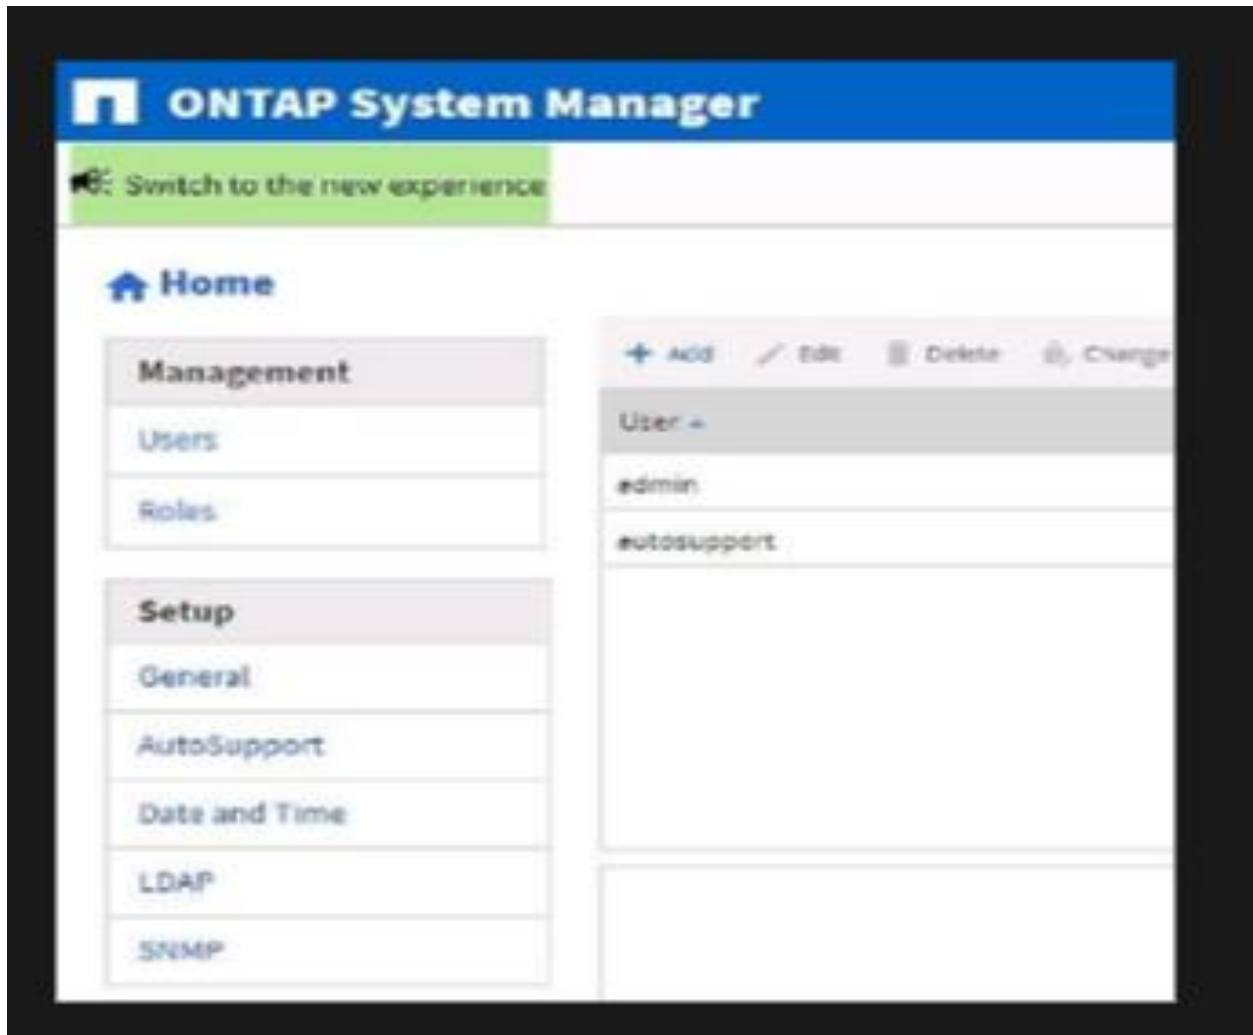 ONTAP System Manager
Switch to the new experience
Home
Management
Users
Roles
Setup
General
AutoSupport
Date and Time
LDAP
SNMP
+ Add Edit Delete Change
User
admin
autosupport